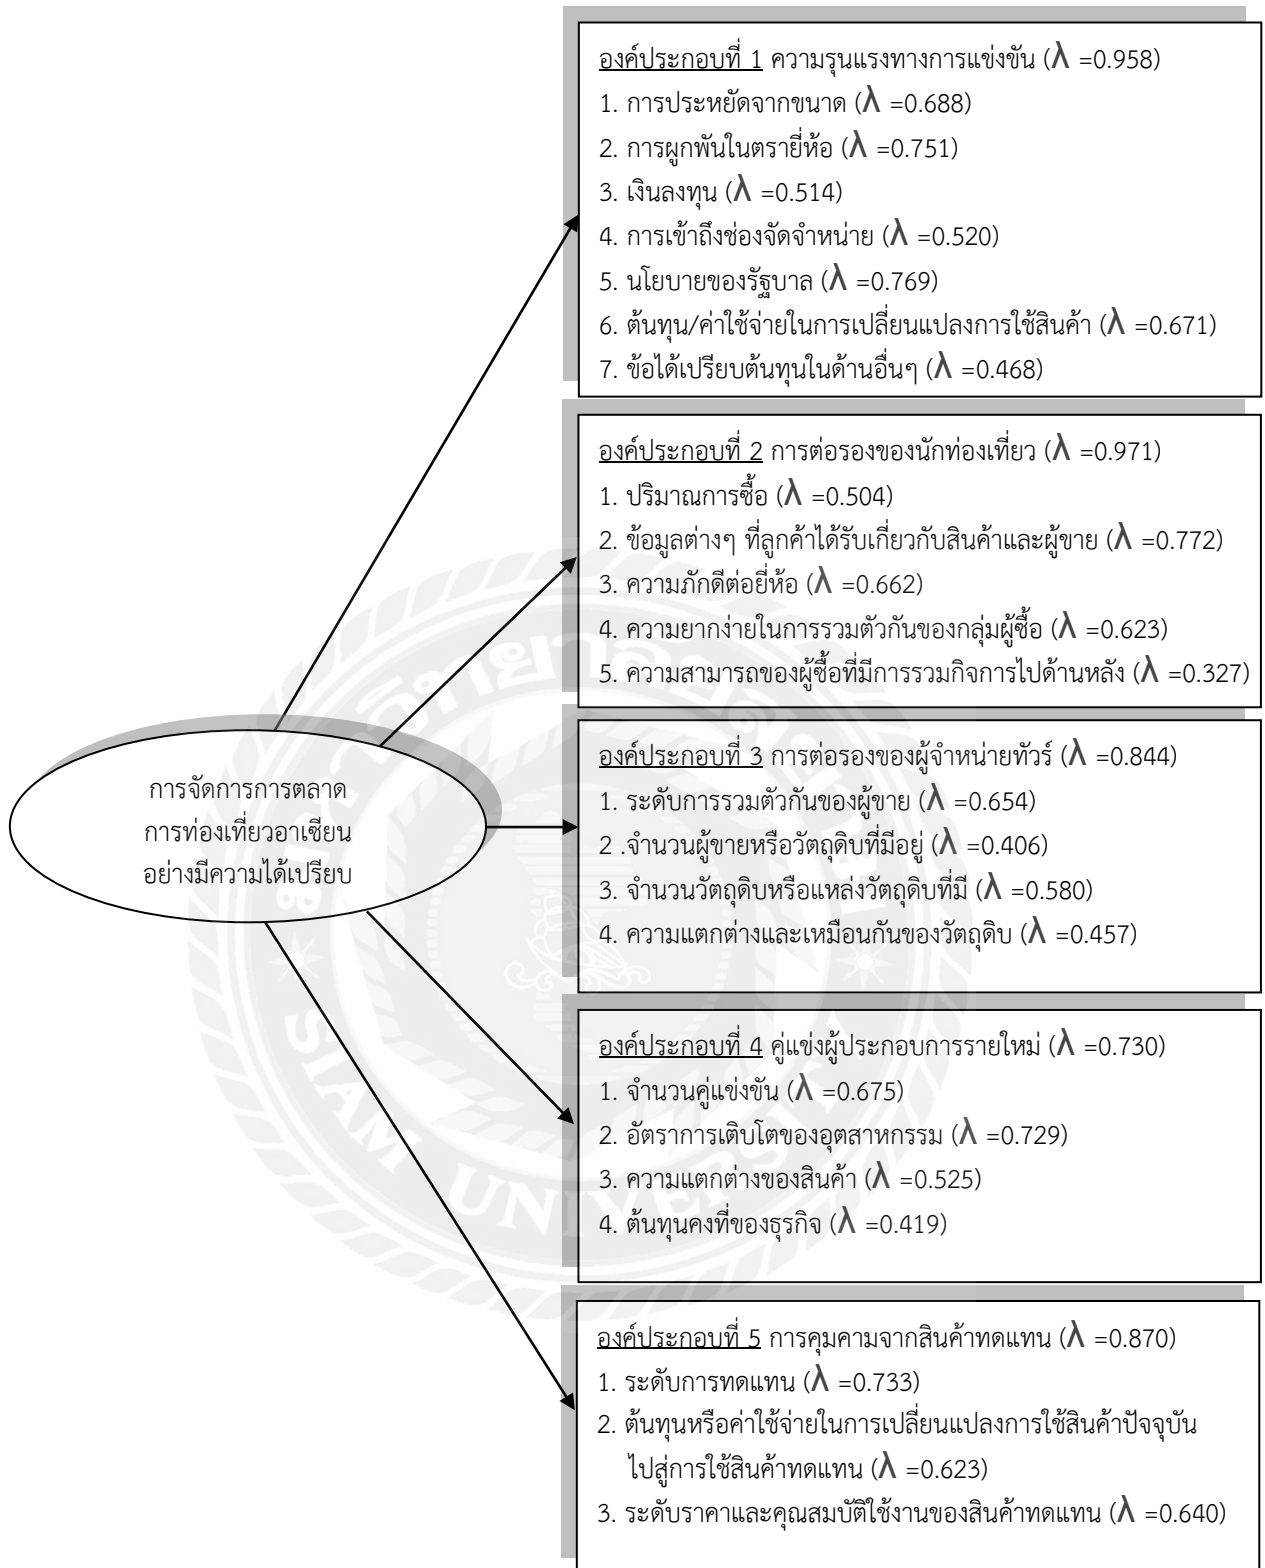 องค์ประกอบที่ 1 ความรุนแรงทางการแข่งขัน (λ =0.958)
1. การประหยัดจากขนาด (λ =0.688)
2. การผูกพันในตรายี่ห้อ (λ =0.751)
3. เงินลงทุน (λ =0.514)
4. การเข้าถึงช่องจัดจำหน่าย (λ =0.520)
5. นโยบายของรัฐบาล (λ =0.769)
6. ต้นทุน/ค่าใช้จ่ายในการเปลี่ยนแปลงการใช้สินค้า (λ =0.671)
7. ข้อได้เปรียบต้นทุนในด้านอื่นๆ (λ =0.468)
องค์ประกอบที่ 2 การต่อรองของนักท่องเที่ยว (λ =0.971)
1. ปริมาณการซื้อ (λ =0.504)
2. ข้อมูลต่างๆ ที่ลูกค้าได้รับเกี่ยวกับสินค้าและผู้ขาย (λ =0.772)
3. ความภักดีต่อยี่ห้อ (λ =0.662)
4. ความยากง่ายในการรวมตัวกันของกลุ่มผู้ซื้อ (λ =0.623)
5. ความสามารถของผู้ซื้อที่มีการรวมกิจการไปด้านหลัง (λ =0.327)
การจัดการการตลาด
การท่องเที่ยวอาเซียน
อย่างมีความได้เปรียบ
องค์ประกอบที่ 3 การต่อรองของผู้จำหน่ายทัวร์ (λ =0.844)
1. ระดับการรวมตัวกันของผู้ขาย (λ =0.654)
2 .จำนวนผู้ขายหรือวัตถุดิบที่มีอยู่ (λ =0.406)
3. จำนวนวัตถุดิบหรือแหล่งวัตถุดิบที่มี (λ =0.580)
4. ความแตกต่างและเหมือนกันของวัตถุดิบ (λ =0.457)
องค์ประกอบที่ 4 คู่แข่งผู้ประกอบการรายใหม่ (λ =0.730)
1. จำนวนคู่แข่งขัน (λ =0.675)
2. อัตราการเติบโตของอุตสาหกรรม (λ =0.729)
3. ความแตกต่างของสินค้า (λ =0.525)
4. ต้นทุนคงที่ของธุรกิจ (λ =0.419)
องค์ประกอบที่ 5 การคุมคามจากสินค้าทดแทน (λ =0.870)
1. ระดับการทดแทน (λ =0.733)
2. ต้นทุนหรือค่าใช้จ่ายในการเปลี่ยนแปลงการใช้สินค้าปัจจุบัน
ไปสู่การใช้สินค้าทดแทน (λ =0.623)
3. ระดับราคาและคุณสมบัติใช้งานของสินค้าทดแทน (λ =0.640)
มหาวิทยาลัยสยาม
SIAM UNIVERSITY